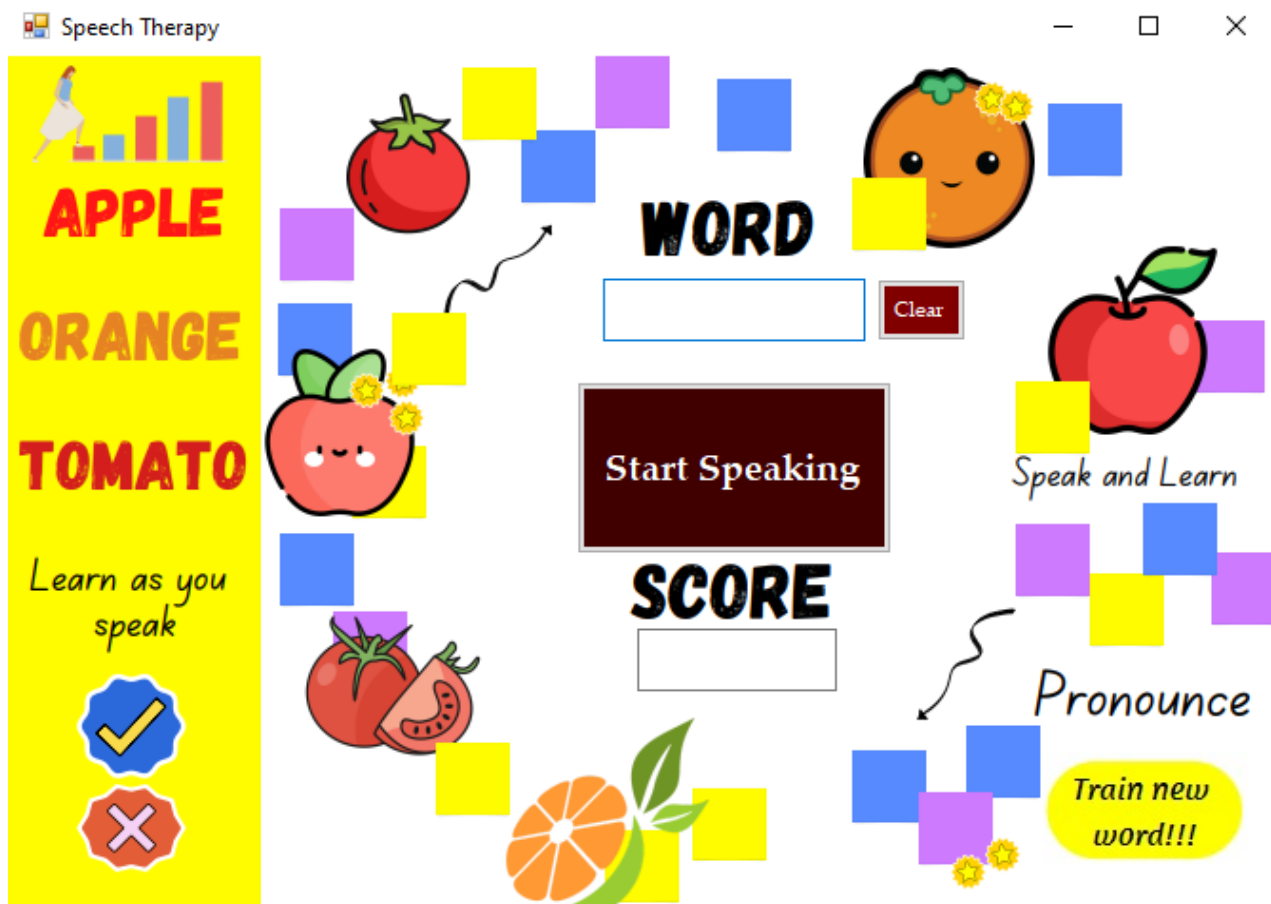 Speech Therapy
APPLE
ORANGE
TOMATO
Learn as you
speak
WORD
Clear
Start Speaking
SCORE
Speak and Learn
Pronounce
Train new
word!!!